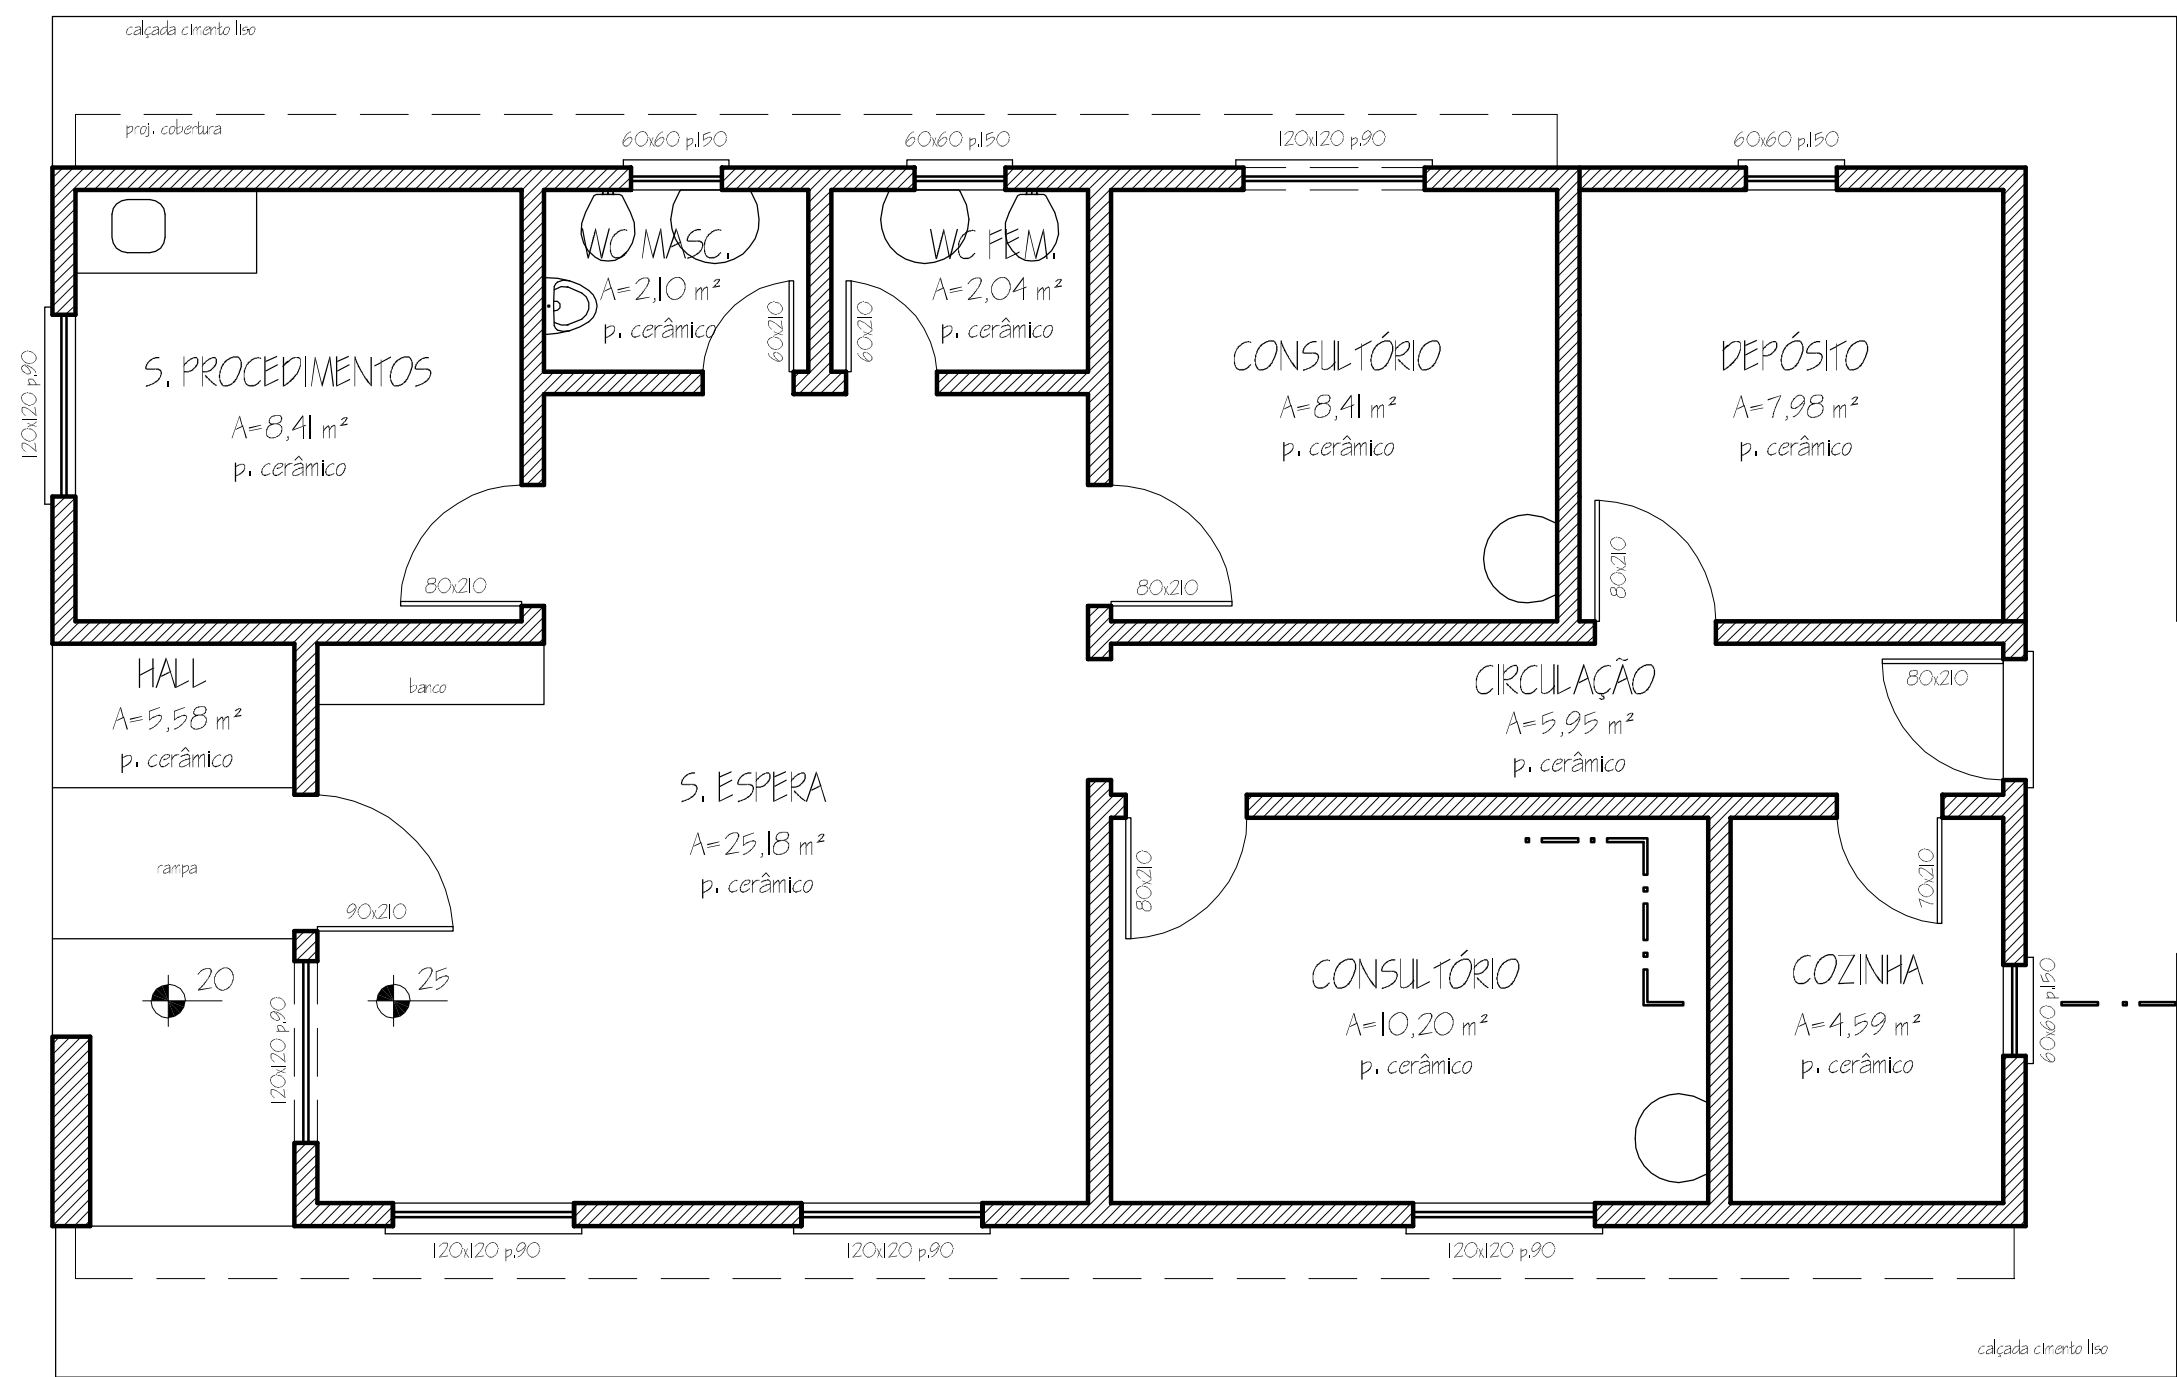 calçada cimento liso
proj. cobertura
60x60 p.150
60x60 p.150
120x120 p.90
60x60 p.150
WC MASC.
A=2,10 m²
p. cerâmico
60x210
WC FEM.
A=2,04 m²
p. cerâmico
60x210
120x120 p.90
S. PROCEDIMENTOS
A=8,41 m²
p. cerâmico
80x210
CONSULTÓRIO
A=8,41 m²
p. cerâmico
80x210
DEPÓSITO
A=7,98 m²
p. cerâmico
80x210
HALL
A=5,58 m²
p. cerâmico
banco
CIRCULAÇÃO
A=5,95 m²
p. cerâmico
80x210
S. ESPERA
A=25,18 m²
p. cerâmico
rampa
90x210
80x210
70x210
20
25
120x120 p.90
CONSULTÓRIO
A=10,20 m²
p. cerâmico
COZINHA
A=4,59 m²
p. cerâmico
60x60 p.150
120x120 p.90
120x120 p.90
120x120 p.90
calçada cimento liso